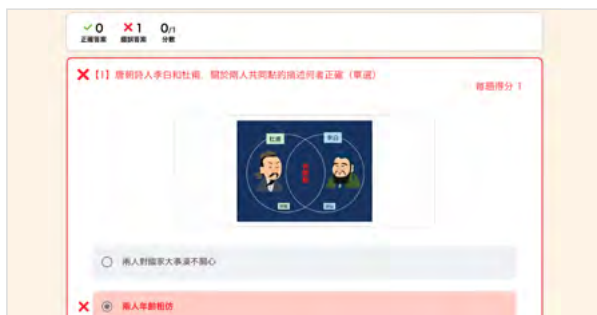 ✓0 ✕1 0/1
正確答案 錯誤答案 分數
✕【1】唐朝詩人李白和杜甫，關於兩人共同點的描述何者正確（單選）
每題得分 1
杜甫 李白
兩人對國家大事漠不關心
✕ 兩人年齡相仿